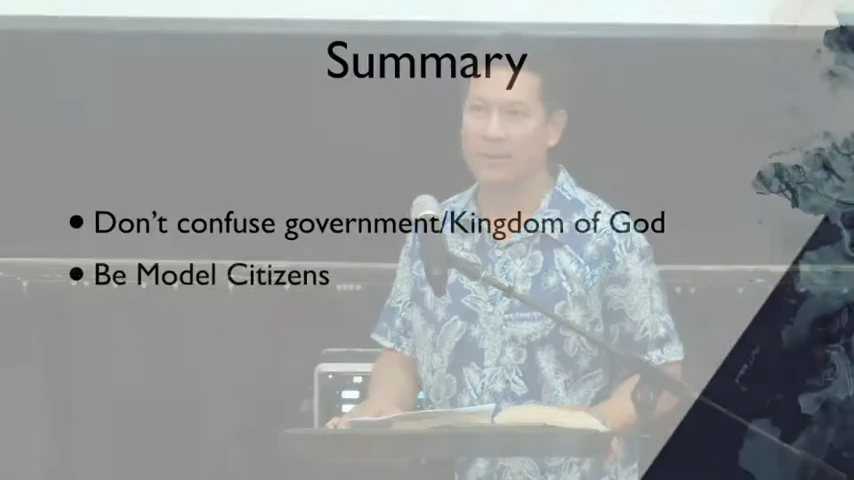 Summary
• Don't confuse government/Kingdom of God
• Be Model Citizens